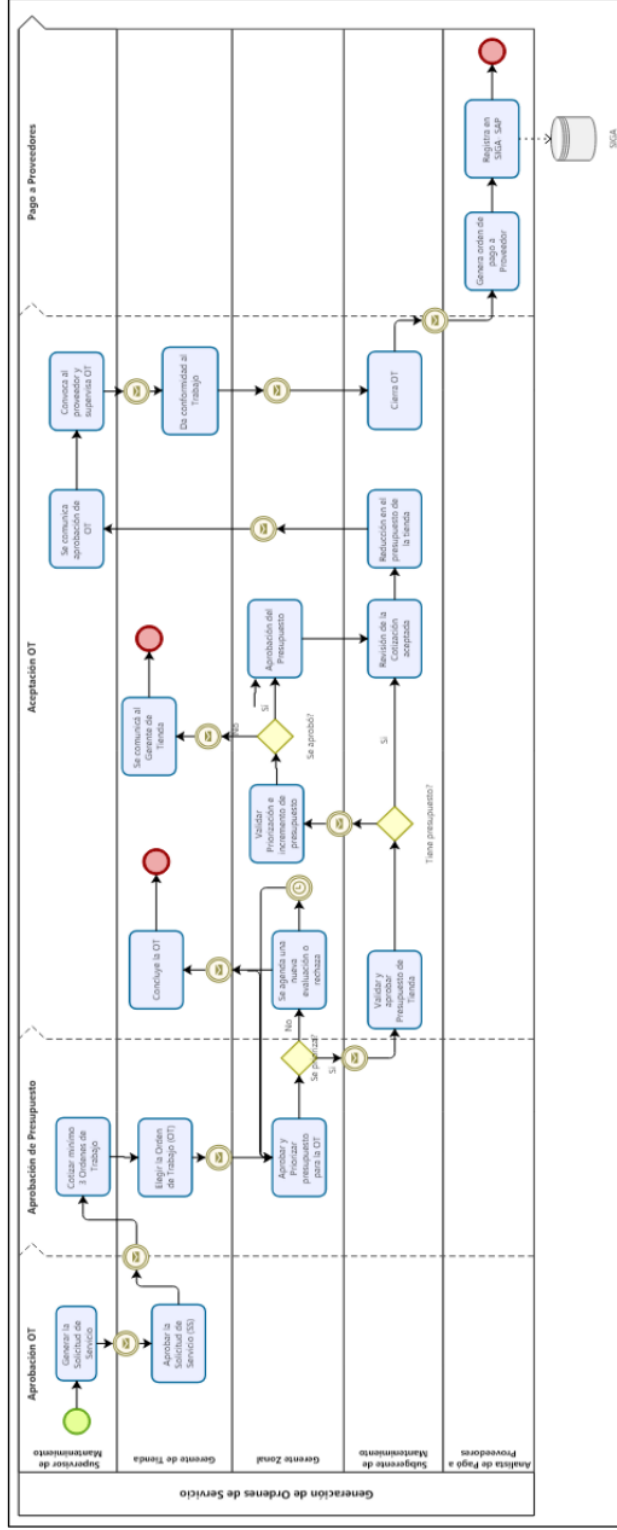 Generación de Ordenes de Servicio
Aprobación OT
Aprobación de Presupuesto
Aceptación OT
Pago a Proveedores
Supervisor de
Mantenimiento
Generar la
Solicitud de
Servicio
Cotizar minimo
3 Ordenes de
Trabajo
Se comunica
aprobación de
OT
Convoca al
proveedor y
supervisa OT
Gerente de Tienda
Aprobar la
Solicitud de
Servicio (SS)
Elegir la Orden
de Trabajo (OT)
Concluye la OT
Se comunica al
Gerente de
Tienda
Da conformidad al
Trabajo
Gerente Zonal
Aprobar y
Priorizar
presupuesto
para la OT
Se prioriza?
No
Si
Se agenda una
nueva
evaluación o
rechaza
Validar
Priorización e
incremento de
presupuesto
Se aprobó?
No
Si
Aprobación del
Presupuesto
Subgerente de
Mantenimiento
Validar y
aprobar
Presupuesto de
Tienda
Tiene presupuesto?
Si
Revisión de la
Cotización
aceptada
Reducción en el
presupuesto de
la tienda
Cierra OT
Analista de Pagó a
Proveedores
Genera orden de
pago a
Proveedor
Registra en
SIGA- SAP
SIGA